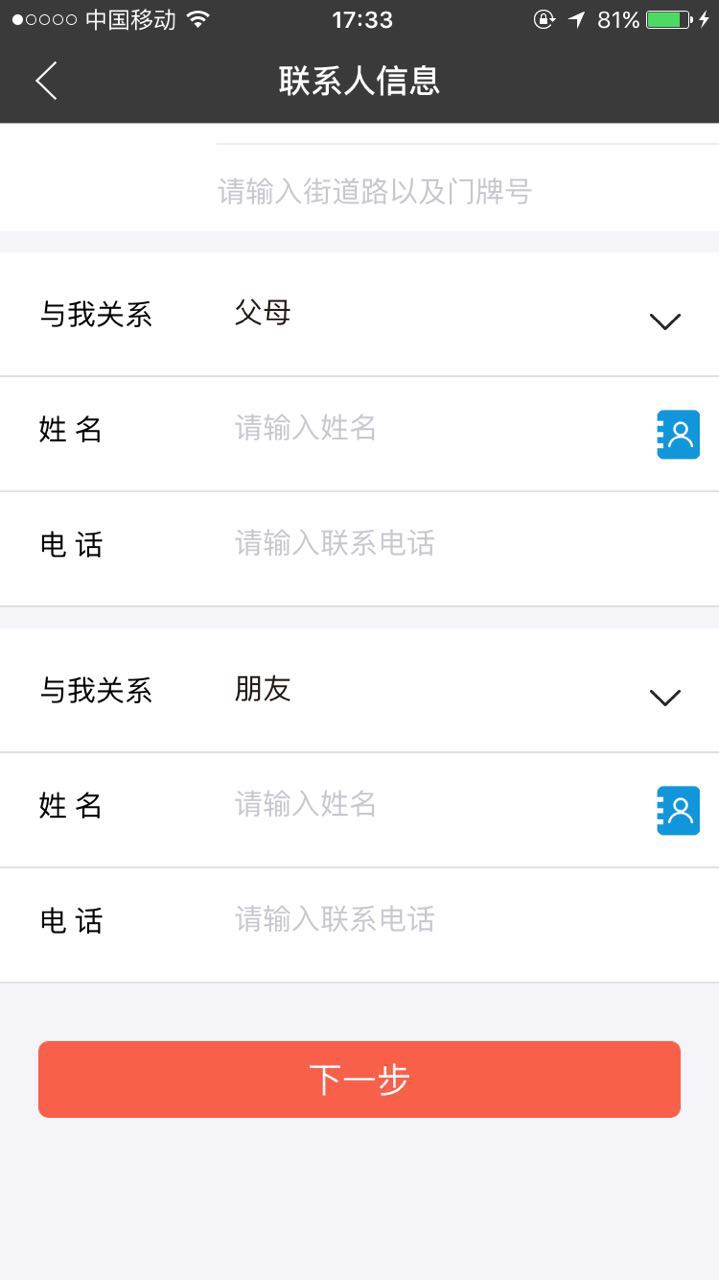 中国移动 17:33 81%
联系人信息
请输入街道路以及门牌号
与我关系 父母
姓 名 请输入姓名
电 话 请输入联系电话
与我关系 朋友
姓 名 请输入姓名
电 话 请输入联系电话
下一步